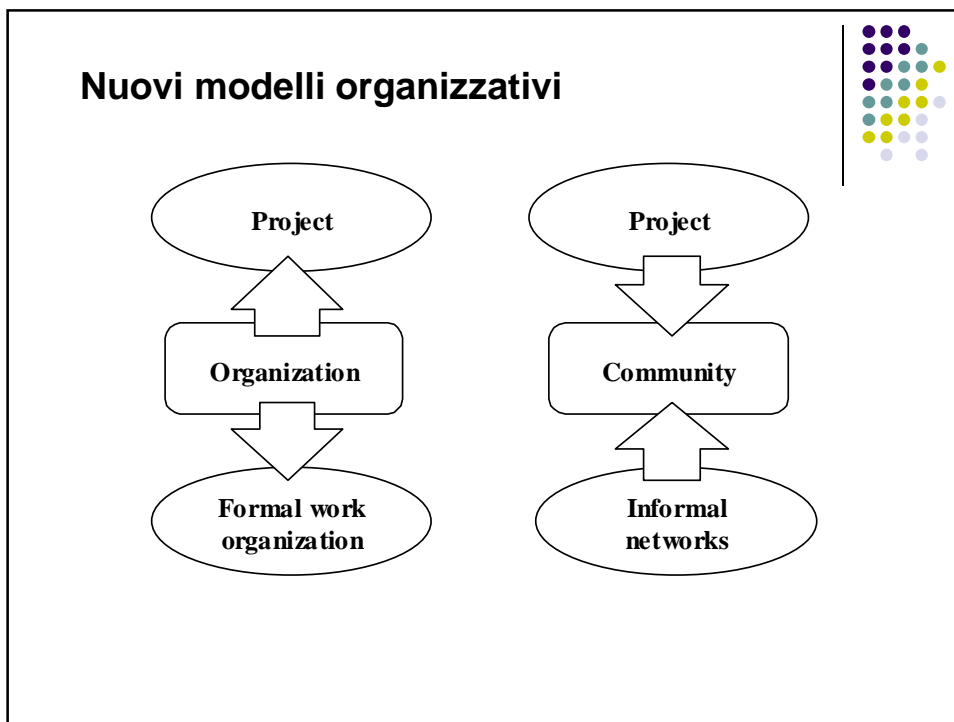 Nuovi modelli organizzativi
Project
Organization
Formal work
organization
Project
Community
Informal
networks